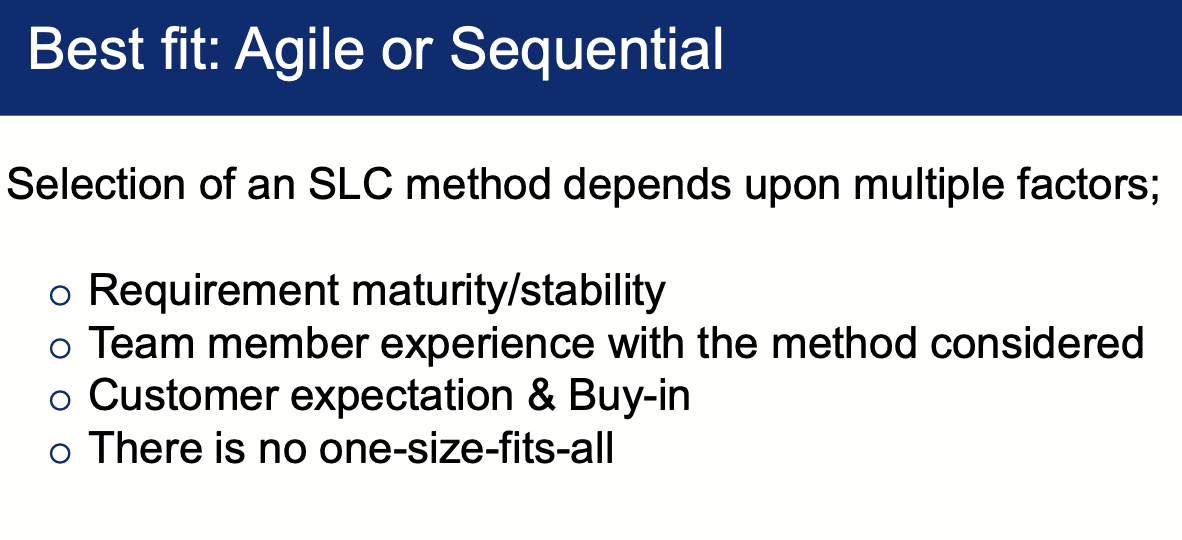 Best fit: Agile or Sequential
Selection of an SLC method depends upon multiple factors;
o Requirement maturity/stability
o Team member experience with the method considered
o Customer expectation & Buy-in
o There is no one-size-fits-all